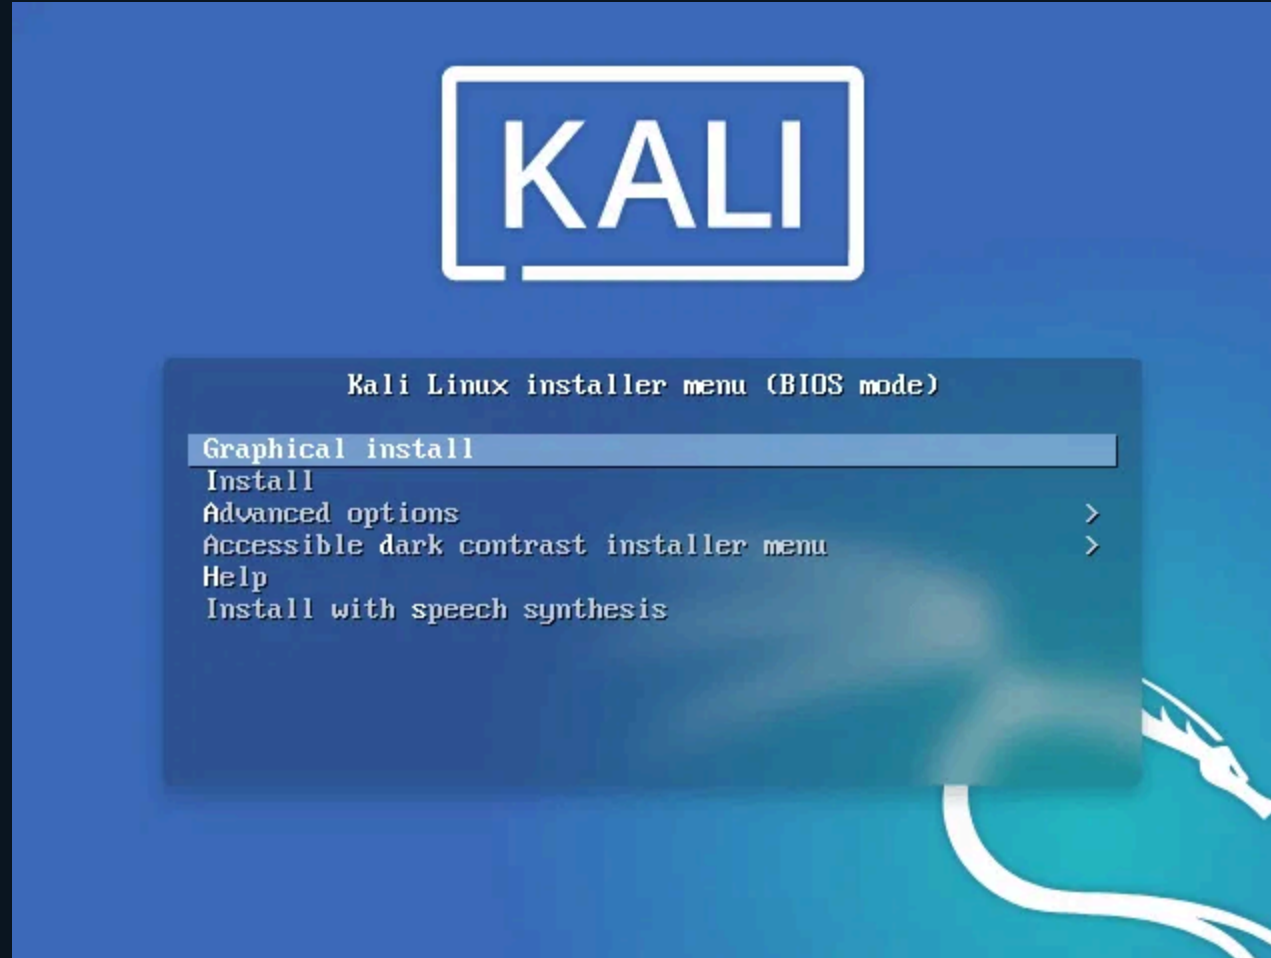 KALI
Kali Linux installer menu (BIOS mode)
Graphical install
Install
Advanced options >
Accessible dark contrast installer menu >
Help
Install with speech synthesis